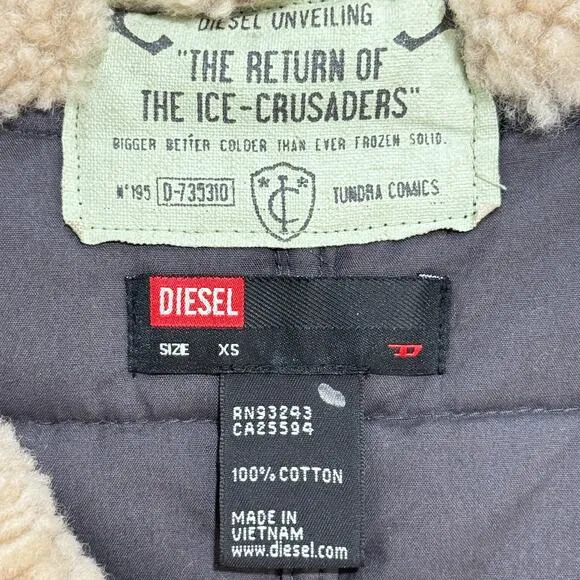 DIESEL UNVEILING
"THE RETURN OF
THE ICE-CRUSADERS"
BIGGER BETTER COLDER THAN EVER FROZEN SOLID.
N°195 D-735310 IC TUNDRA COMICS
DIESEL
SIZE XS
D
RN93243
CA25594
100% COTTON
MADE IN
VIETNAM
www.diesel.com